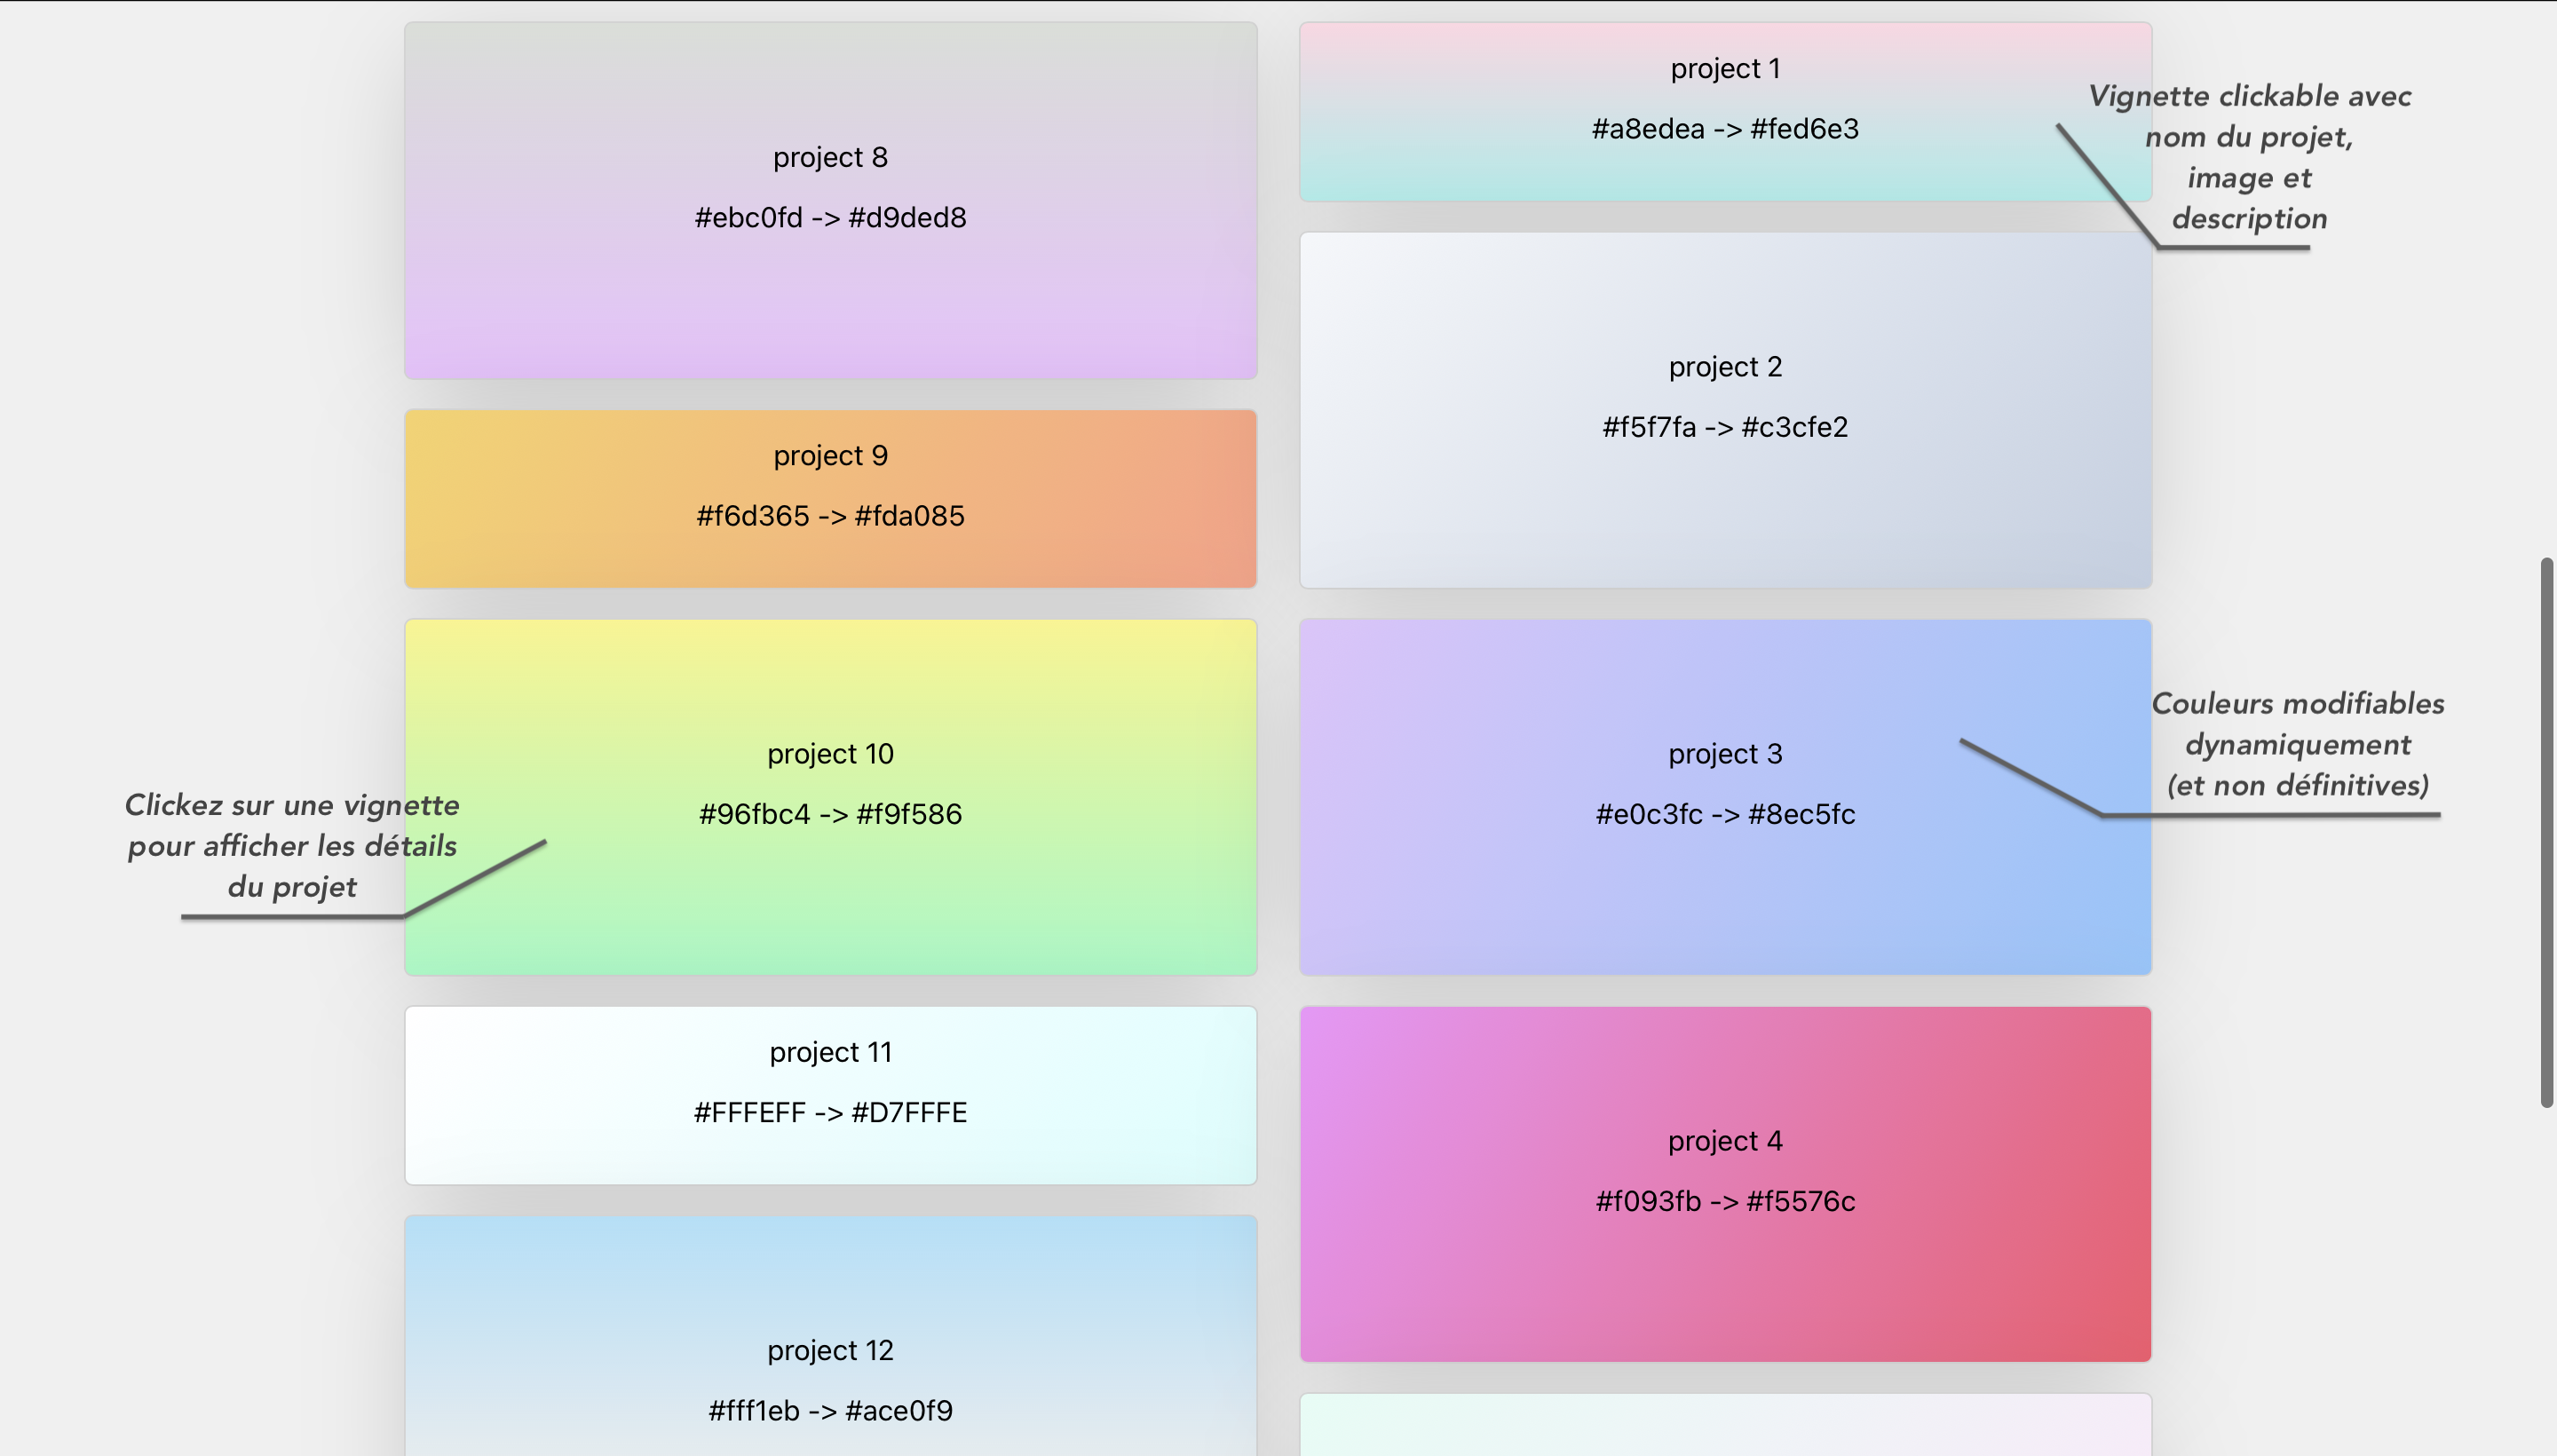 project 8
#ebc0fd -> #d9ded8
project 9
#f6d365 -> #fda085
project 10
#96fbc4 -> #f9f586
Clickez sur une vignette
pour afficher les détails
du projet
project 11
#FFFEFF -> #D7FFFE
project 12
#fff1eb -> #ace0f9
project 1
#a8edea -> #fed6e3
Vignette clickable avec
nom du projet,
image et
description
project 2
#f5f7fa -> #c3cfe2
project 3
#e0c3fc -> #8ec5fc
Couleurs modifiables
dynamiquement
(et non définitives)
project 4
#f093fb -> #f5576c